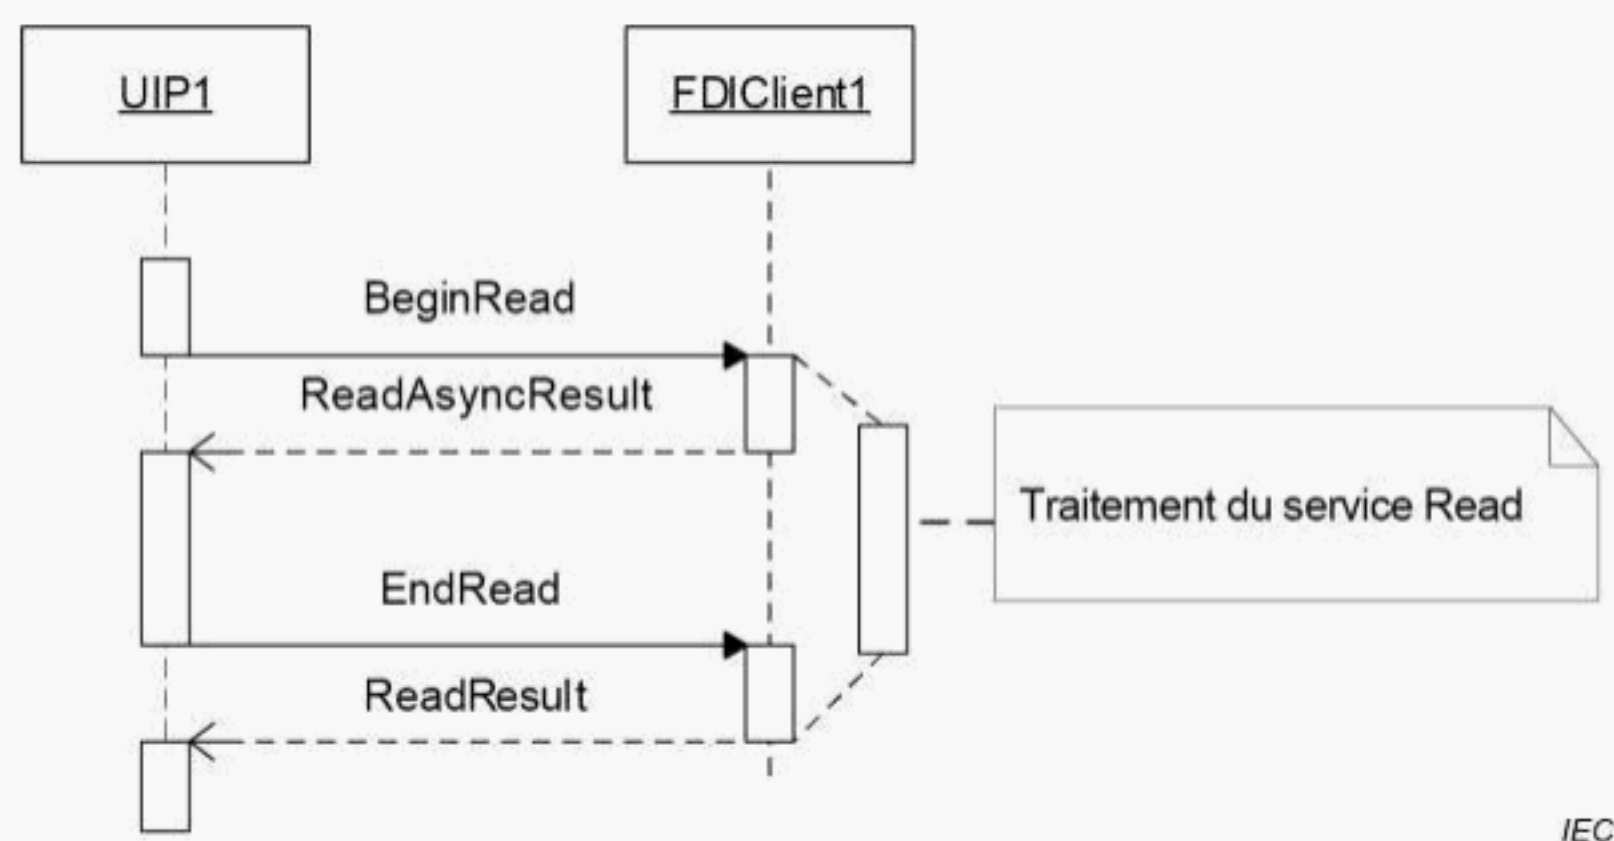 UIP1
FDIClient1
BeginRead
ReadAsyncResult
Traitement du service Read
EndRead
ReadResult
IEC